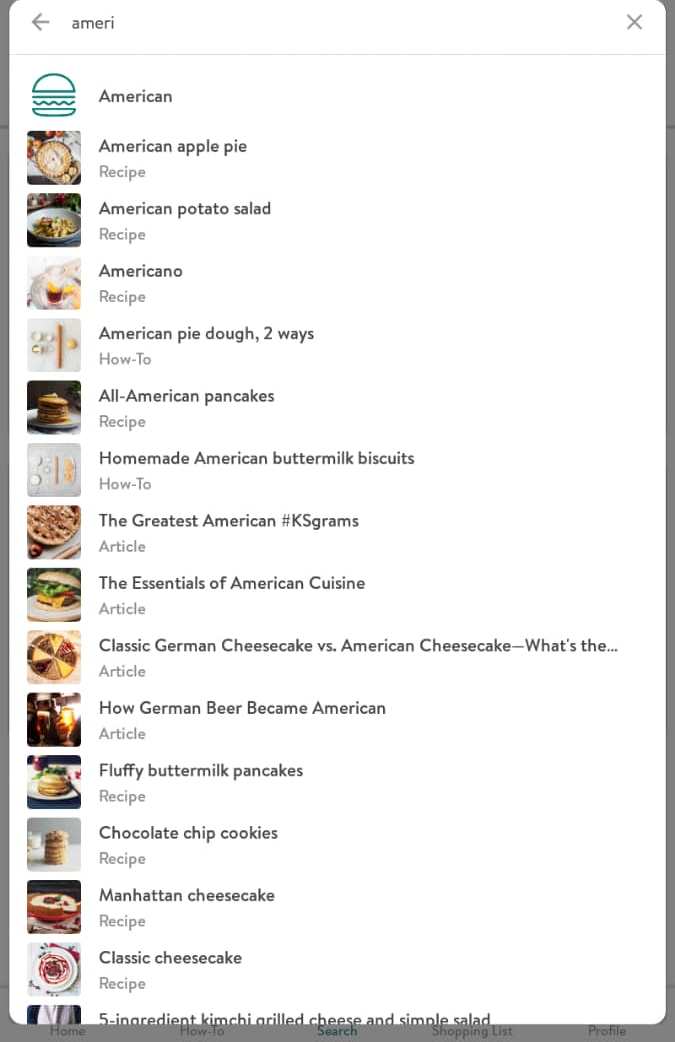 ameri
American
American apple pie
Recipe
American potato salad
Recipe
Americano
Recipe
American pie dough, 2 ways
How-To
All-American pancakes
Recipe
Homemade American buttermilk biscuits
How-To
The Greatest American #KSgrams
Article
The Essentials of American Cuisine
Article
Classic German Cheesecake vs. American Cheesecake—What's the...
Article
How German Beer Became American
Article
Fluffy buttermilk pancakes
Recipe
Chocolate chip cookies
Recipe
Manhattan cheesecake
Recipe
Classic cheesecake
Recipe
5-ingredient kimchi grilled cheese and simple salad
Home How-To Search Shopping List Profile